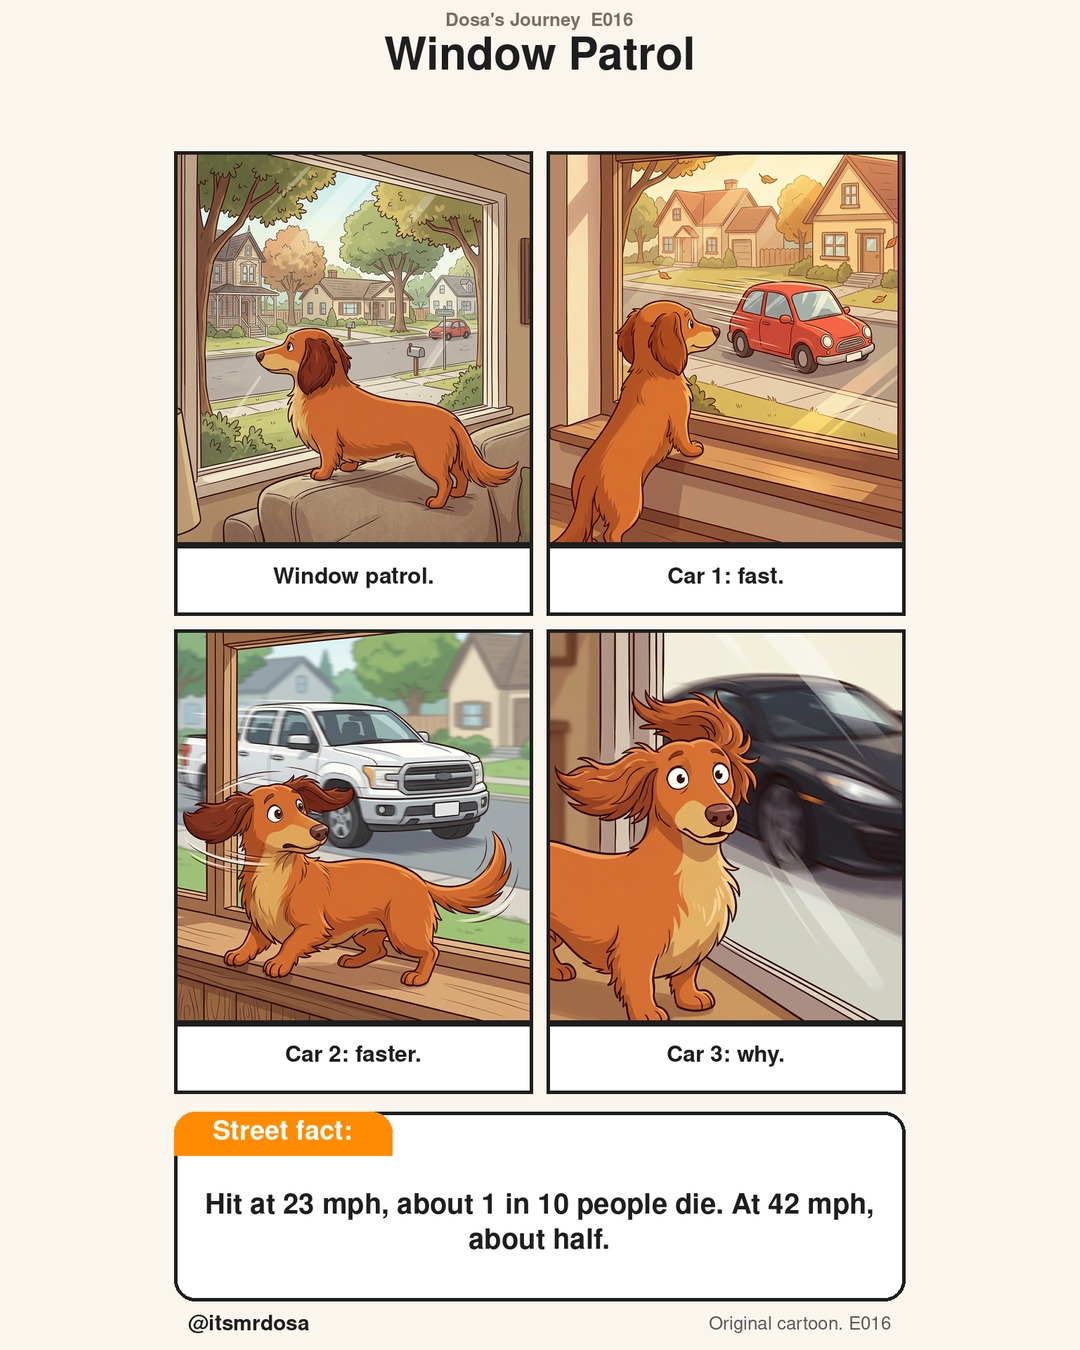 Dosa's Journey E016
Window Patrol
Window patrol.
Car 1: fast.
Car 2: faster.
Car 3: why.
Street fact:
Hit at 23 mph, about 1 in 10 people die. At 42 mph,
about half.
@itsmrdosa
Original cartoon. E016